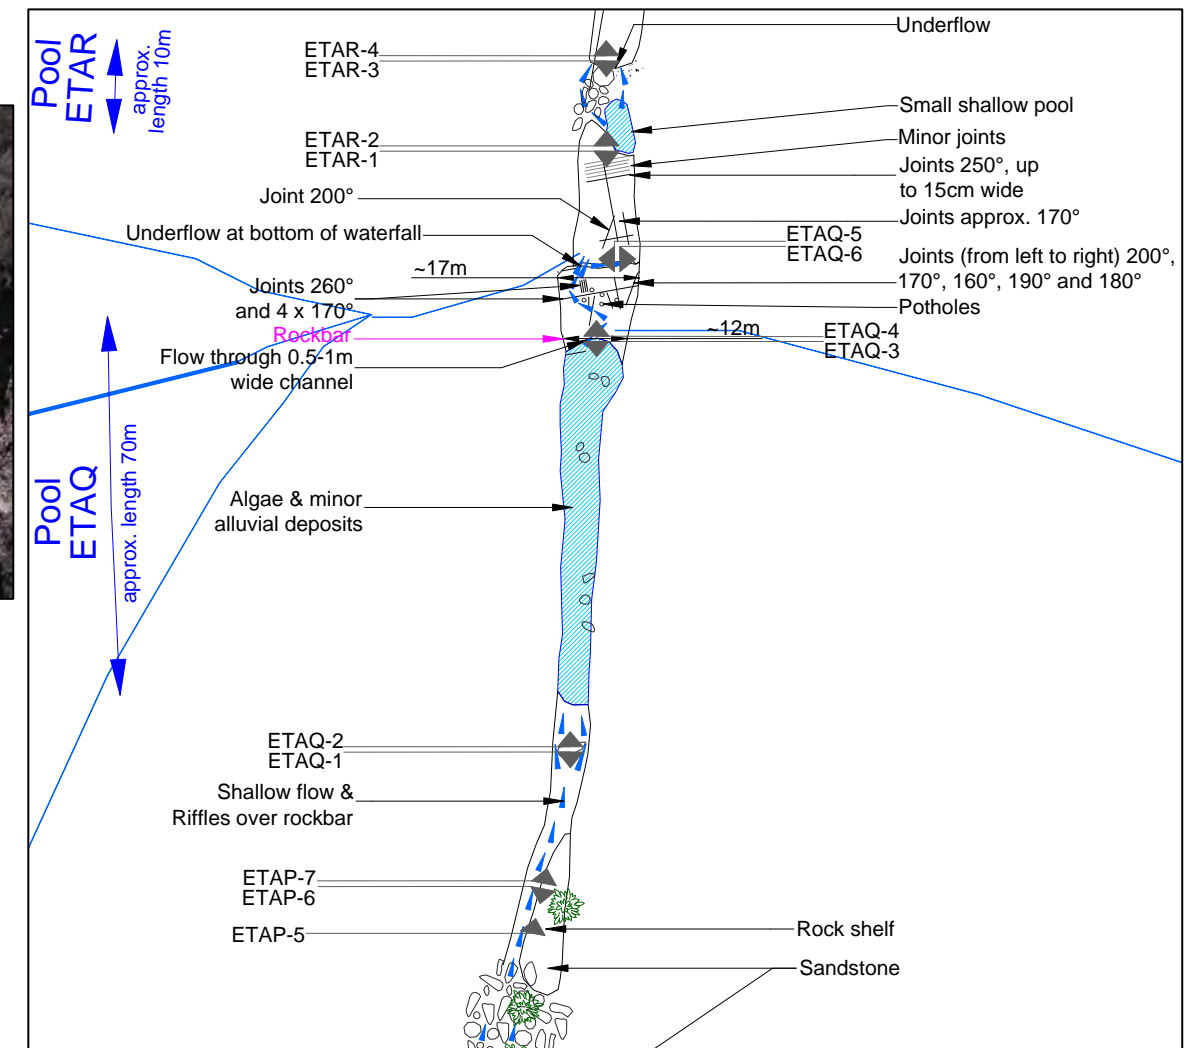 Pool
ETAR
approx.
length 10m
ETAR-4
ETAR-3
Underflow
Small shallow pool
ETAR-2
ETAR-1
Minor joints
Joints 250°, up
to 15cm wide
Joint 200°
Joints approx. 170°
Underflow at bottom of waterfall
ETAQ-5
ETAQ-6
Joints (from left to right) 200°,
170°, 160°, 190° and 180°
~17m
Joints 260°
and 4 x 170°
Potholes
Rockbar
~12m
ETAQ-4
ETAQ-3
Flow through 0.5-1m
wide channel
Pool
ETAQ
approx. length 70m
Algae & minor
alluvial deposits
ETAQ-2
ETAQ-1
Shallow flow &
Riffles over rockbar
ETAP-7
ETAP-6
ETAP-5
Rock shelf
Sandstone